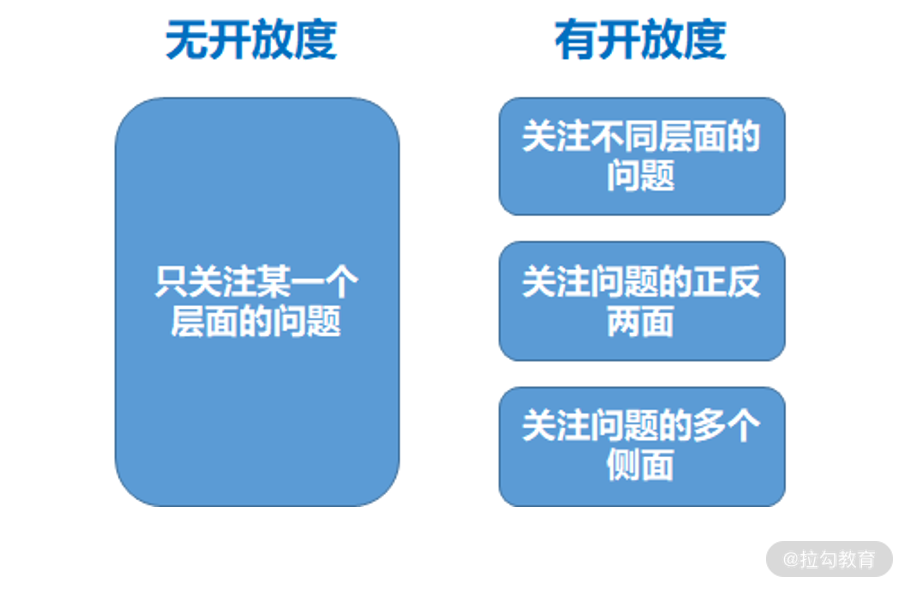 无开放度
有开放度
只关注某一个
层面的问题
关注不同层面的
问题
关注问题的正反
两面
关注问题的多个
侧面
@拉勾教育